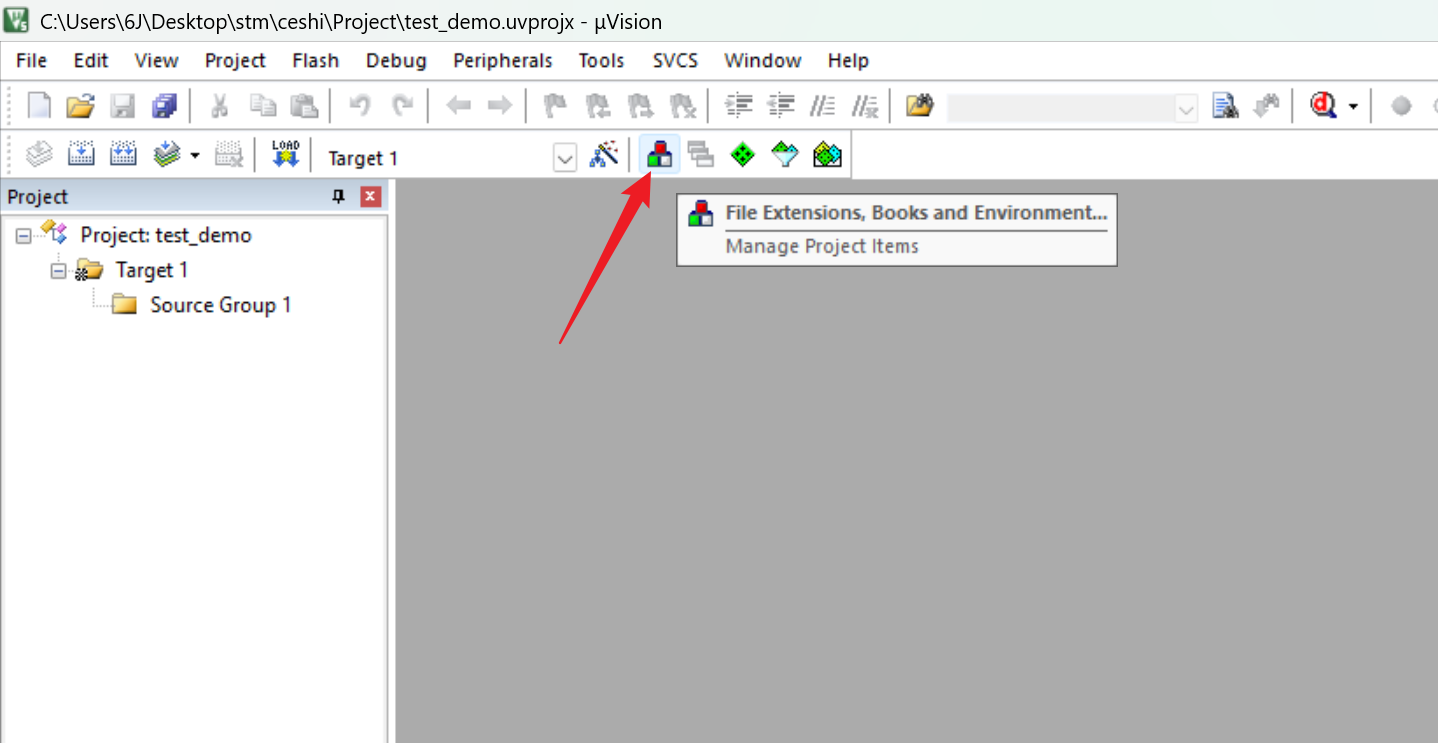 C:\Users\6J\Desktop\stm\ceshi\Project\test_demo.uvprojx - µVision
File Edit View Project Flash Debug Peripherals Tools SVCS Window Help
LOAD
Target 1
Project
File Extensions, Books and Environment...
Manage Project Items
Project: test_demo
Target 1
Source Group 1